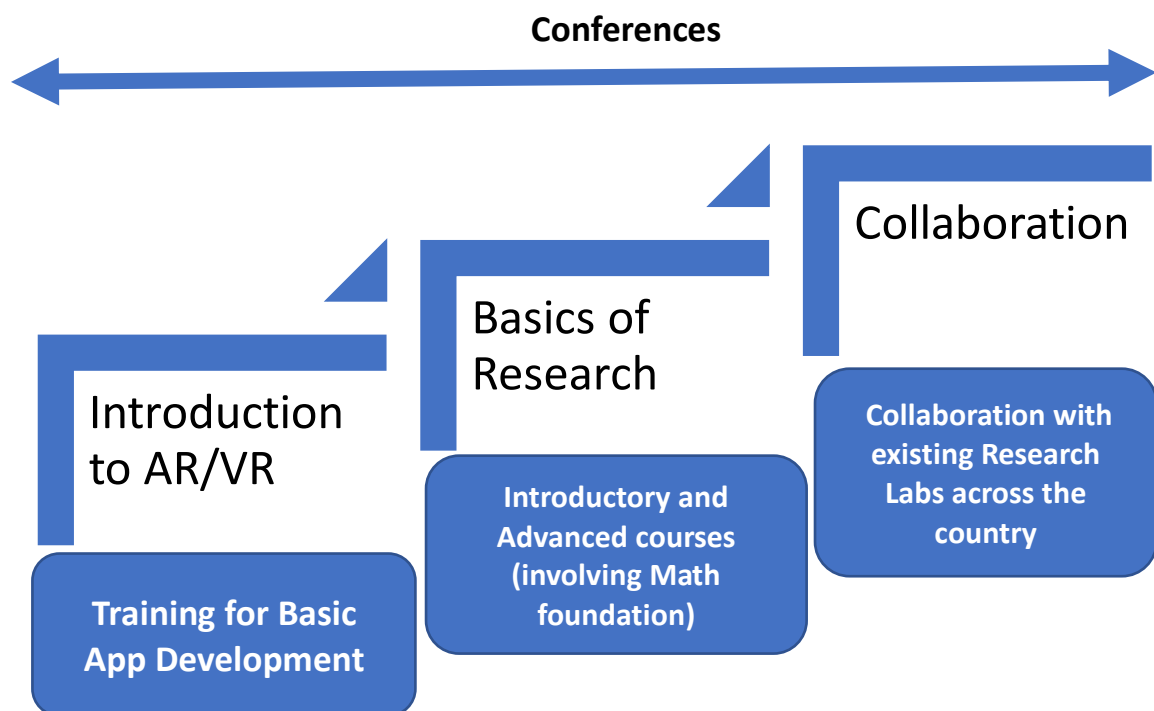 Conferences
Introduction
to AR/VR
Training for Basic
App Development
Basics of
Research
Introductory and
Advanced courses
(involving Math
foundation)
Collaboration
Collaboration with
existing Research
Labs across the
country